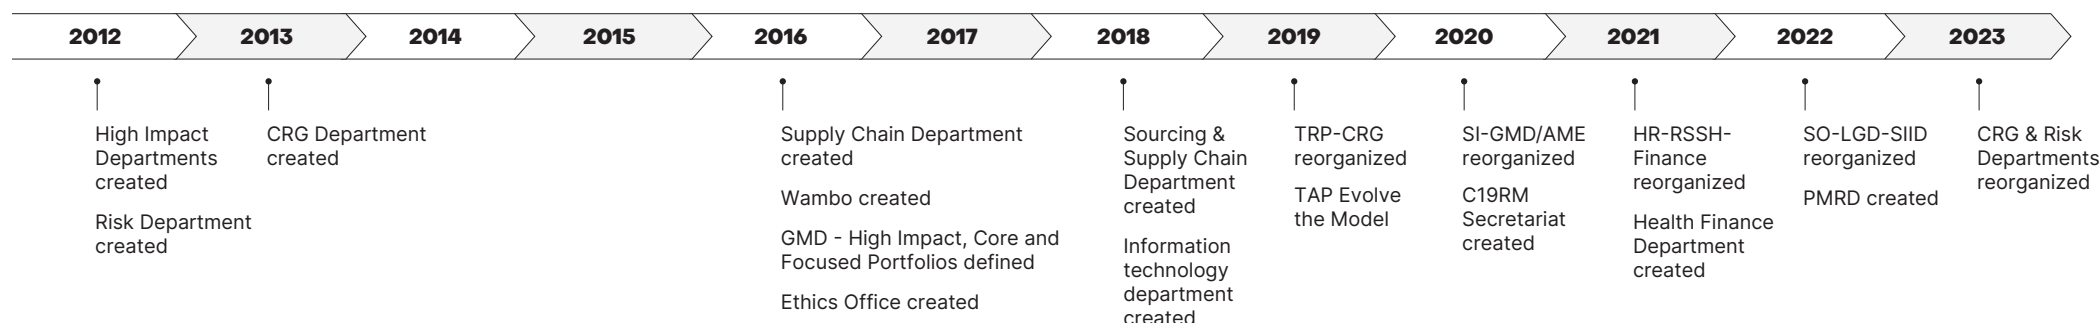 2012
2013
2014
2015
2016
2017
2018
2019
2020
2021
2022
2023
High Impact
Departments
created
Risk Department
created
CRG Department
created
Supply Chain Department
created
Wambo created
GMD - High Impact, Core and
Focused Portfolios defined
Ethics Office created
Sourcing &
Supply Chain
Department
created
Information
technology
department
created
TRP-CRG
reorganized
TAP Evolve
the Model
SI-GMD/AME
reorganized
C19RM
Secretariat
created
HR-RSSH-
Finance
reorganized
Health Finance
Department
created
SO-LGD-SIID
reorganized
PMRD created
CRG & Risk
Departments
reorganized